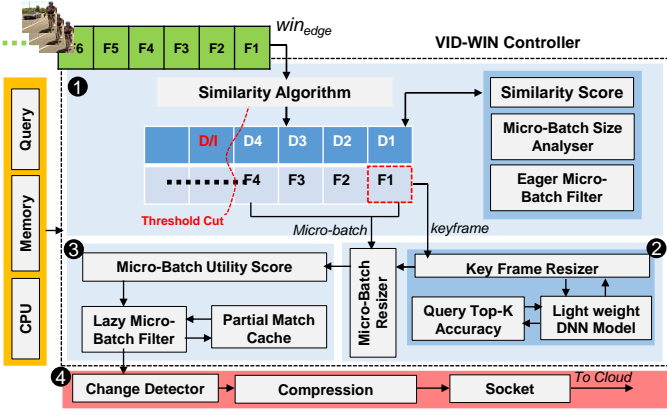 F6 F5 F4 F3 F2 F1
win_edge
VID-WIN Controller
1
Similarity Algorithm
D/I D4 D3 D2 D1
F4 F3 F2 F1
Threshold Cut
Micro-batch
keyframe
Similarity Score
Micro-Batch Size
Analyser
Eager Micro-
Batch Filter
Query
Memory
CPU
3
Micro-Batch Utility Score
Lazy Micro-
Batch Filter
Partial Match
Cache
Micro-Batch
Resizer
2
Key Frame Resizer
Query Top-K
Accuracy
Light weight
DNN Model
4
Change Detector
Compression
Socket
To Cloud